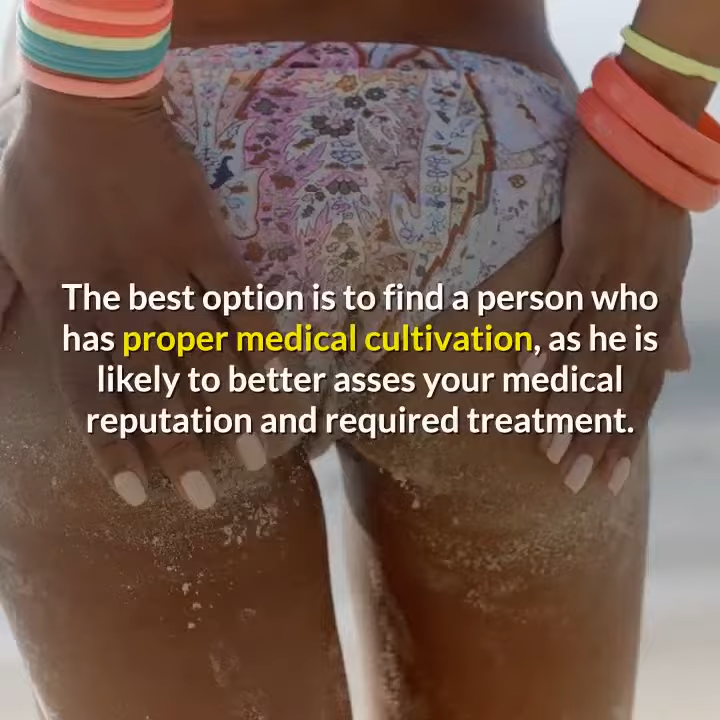 The best option is to find a person who
has proper medical cultivation, as he is
likely to better asses your medical
reputation and required treatment.